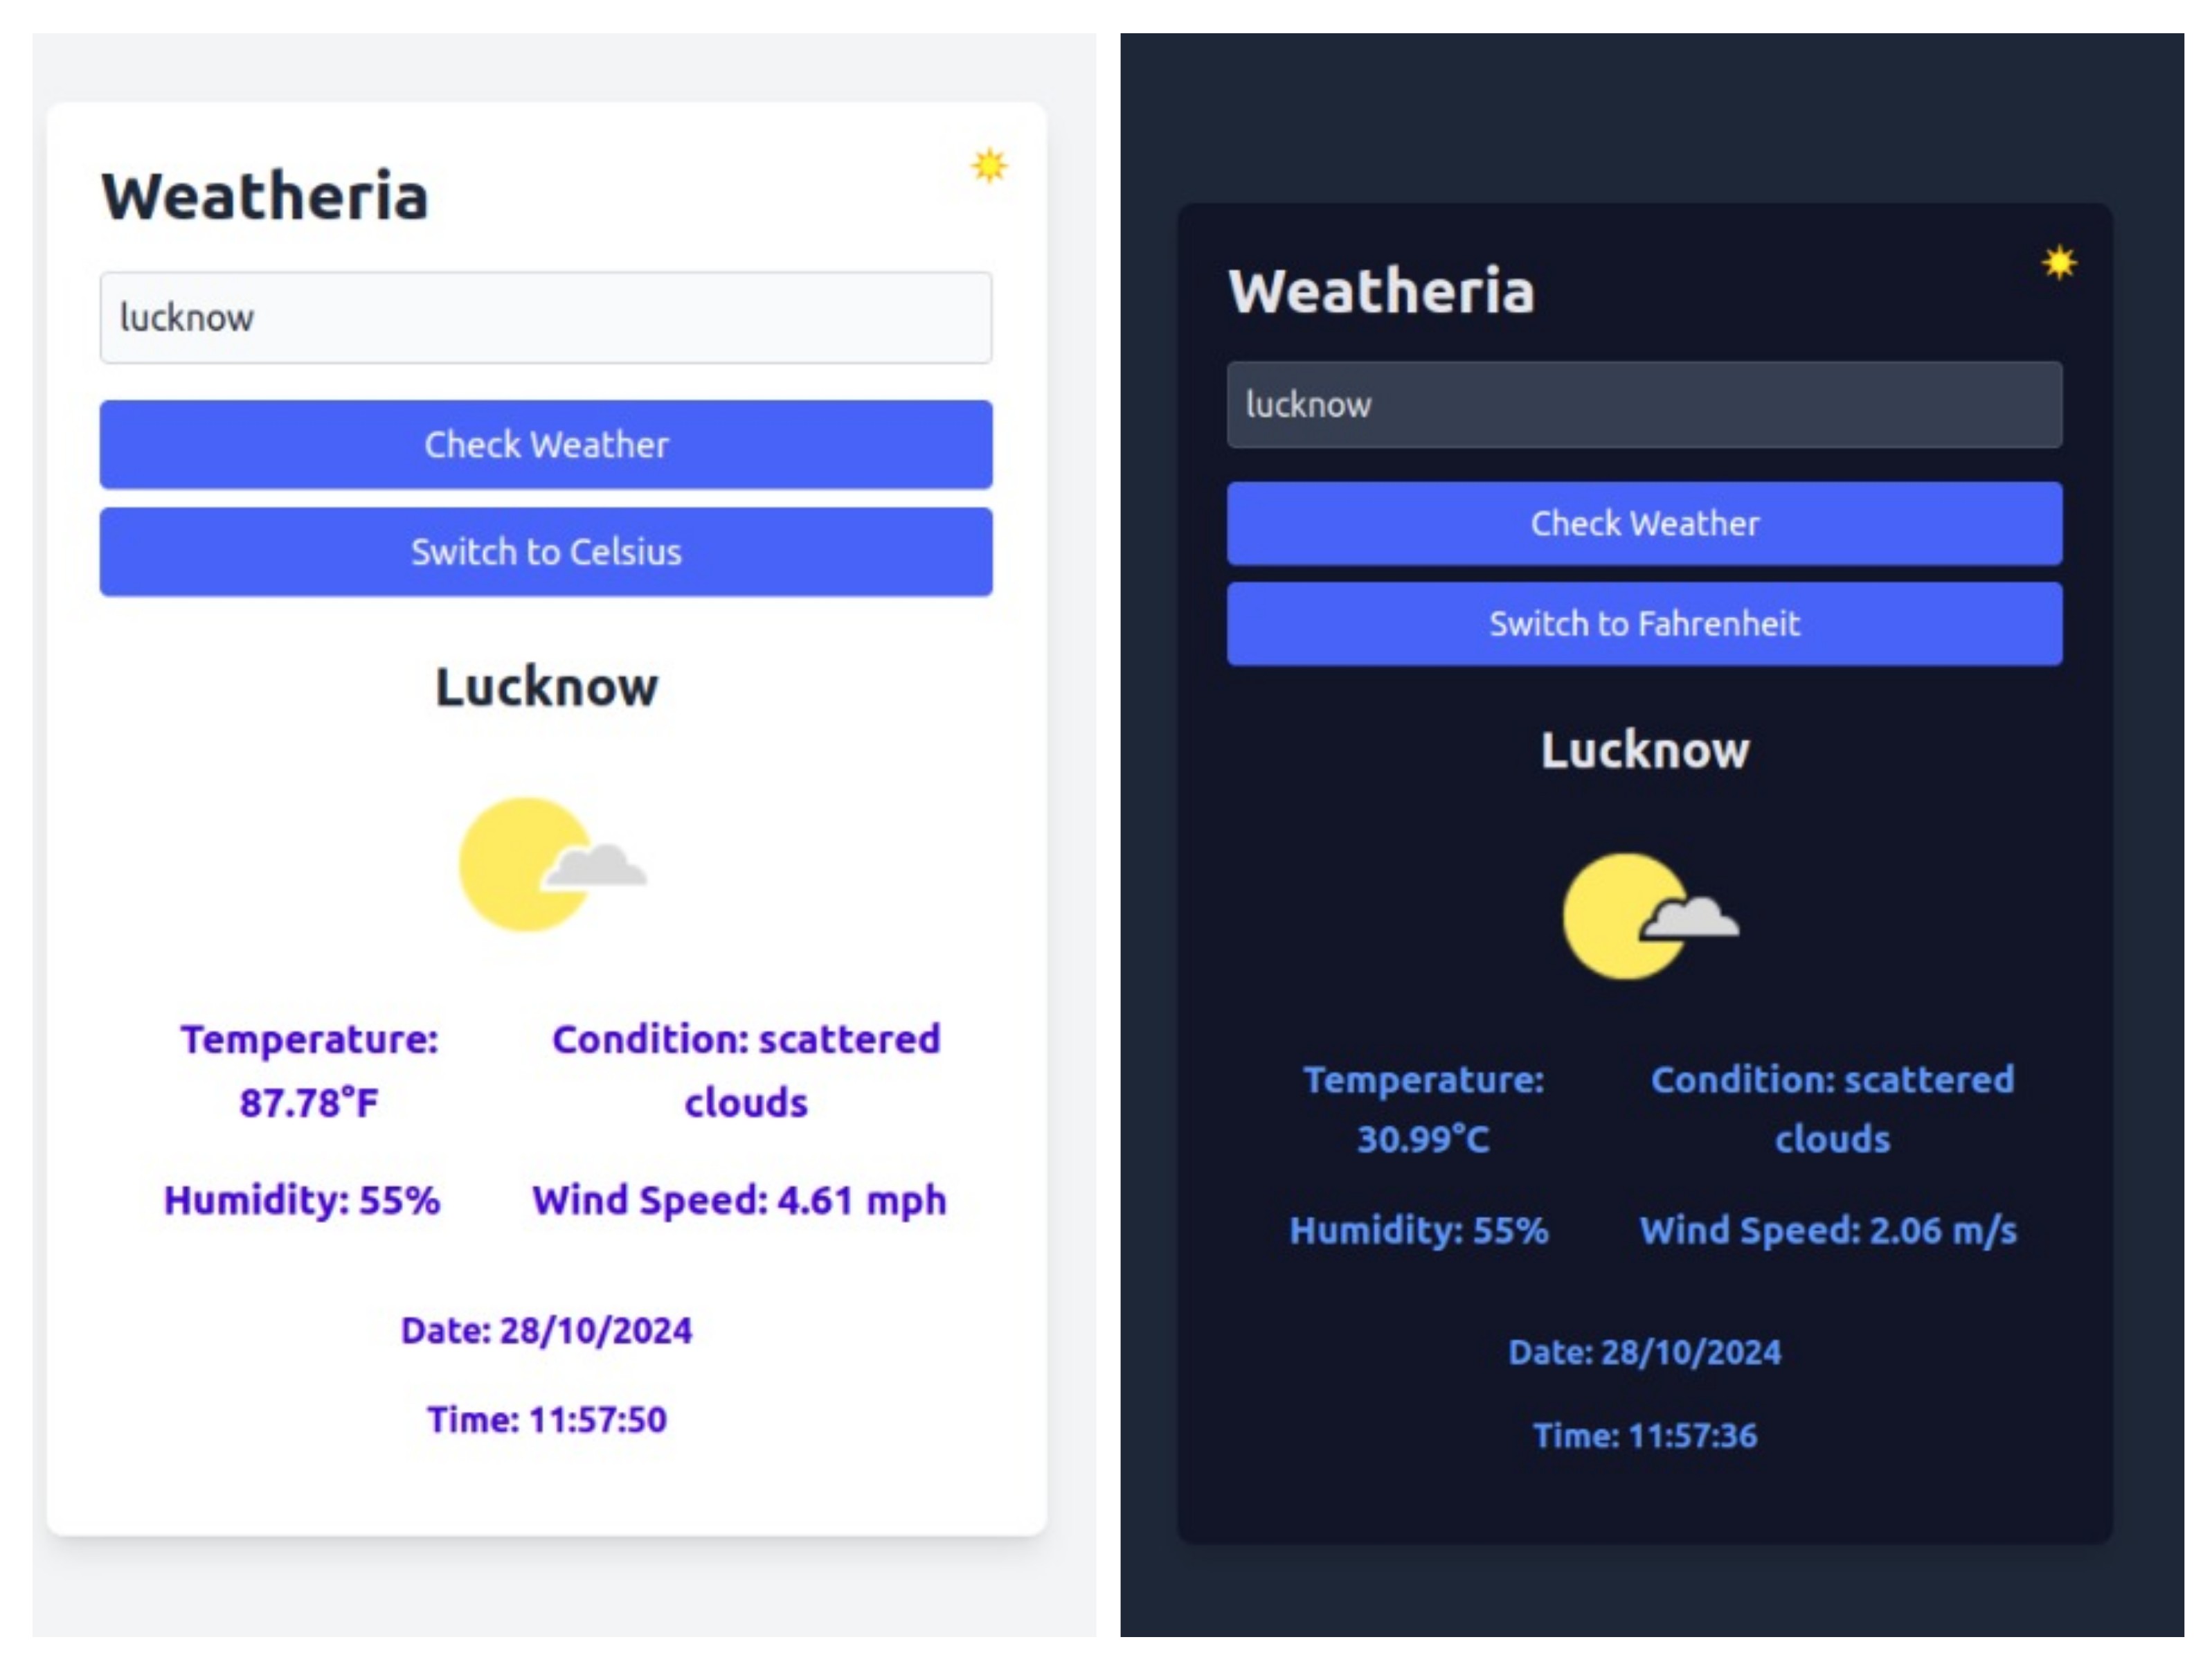 Weatheria
lucknow
Check Weather
Switch to Celsius
Lucknow
Temperature:
87.78°F
Condition: scattered
clouds
Humidity: 55%
Wind Speed: 4.61 mph
Date: 28/10/2024
Time: 11:57:50
Weatheria
lucknow
Check Weather
Switch to Fahrenheit
Lucknow
Temperature:
30.99°C
Condition: scattered
clouds
Humidity: 55%
Wind Speed: 2.06 m/s
Date: 28/10/2024
Time: 11:57:36